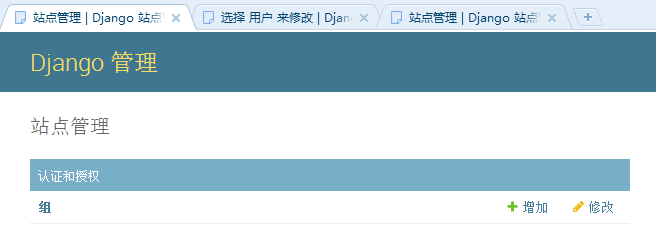 站点管理 | Django 站点
选择 用户 来修改 | Djan
站点管理 | Django 站点
Django 管理
站点管理
认证和授权
组 增加 修改